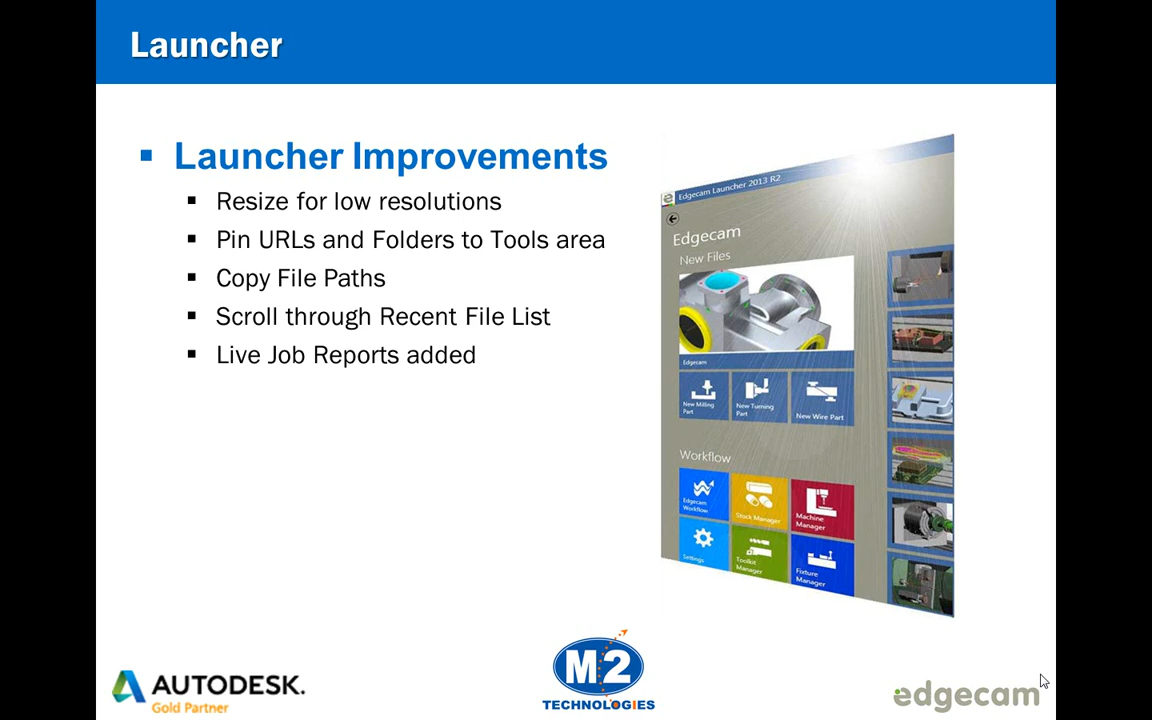 Launcher
Launcher Improvements
Resize for low resolutions
Pin URLs and Folders to Tools area
Copy File Paths
Scroll through Recent File List
Live Job Reports added
Edgecam Launcher 2013 R2
Edgecam
New Files
Edgecam
New Milling
Part
New Turning
Part
New Wire Part
Workflow
Edgecam
Workflow
Stock Manager
Machine
Manager
Settings
Toolkit
Manager
Fixture
Manager
AUTODESK.
Gold Partner
M2
TECHNOLOGIES
edgecam